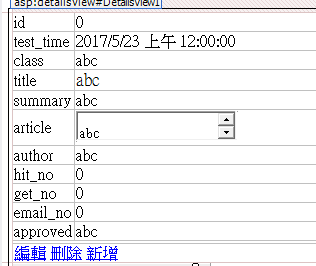 asp:detailsview#DetailsView1
id 0
test_time 2017/5/23 上午 12:00:00
class abc
title abc
summary abc
article abc
author abc
hit_no 0
get_no 0
email_no 0
approved abc
編輯 刪除 新增